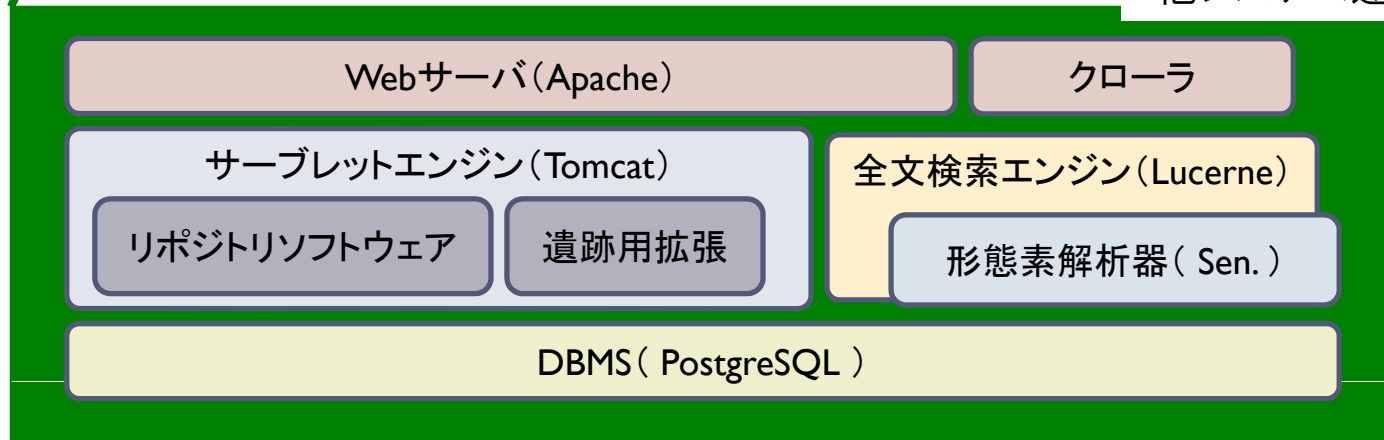 Webサーバ（Apache）
クローラ
サーブレットエンジン（Tomcat）
全文検索エンジン（Lucerne）
リポジトリソフトウェア
遺跡用拡張
形態素解析器（ Sen. ）
DBMS（ PostgreSQL ）